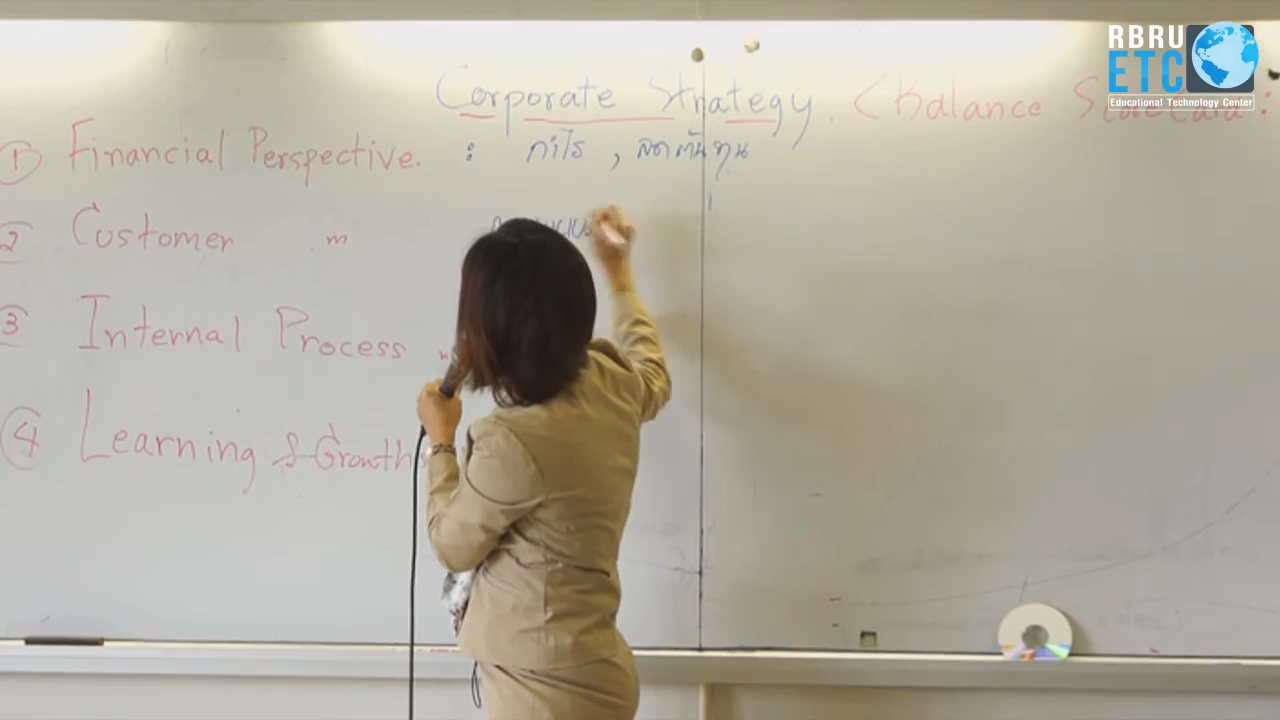 RBRU
ETC
Educational Technology Center
Corporate Strategy. (Balance Scorecard:
① Financial Perspective. : กำไร , ลดต้นทุน
② Customer "
③ Internal Process "
④ Learning & Growth